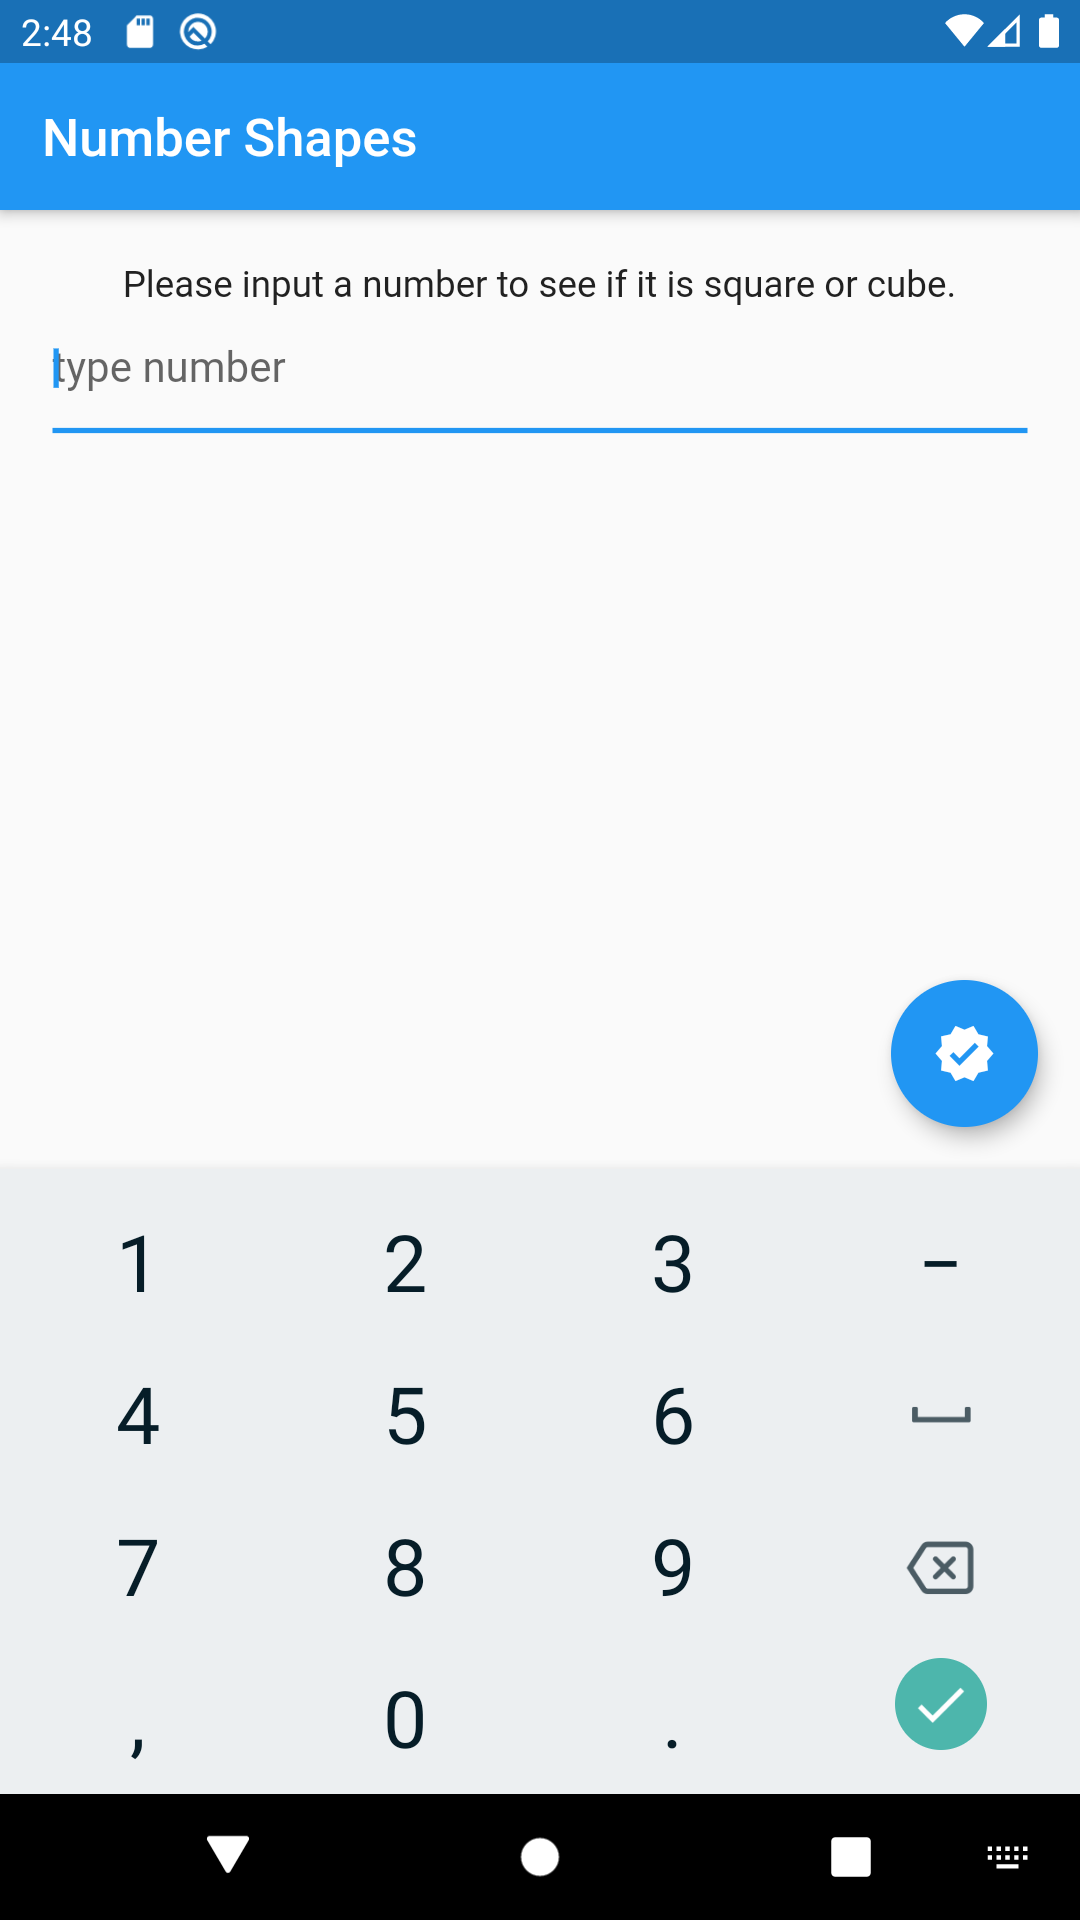 2:48
Number Shapes
Please input a number to see if it is square or cube.
type number
1 2 3 –
4 5 6
7 8 9
, 0 .